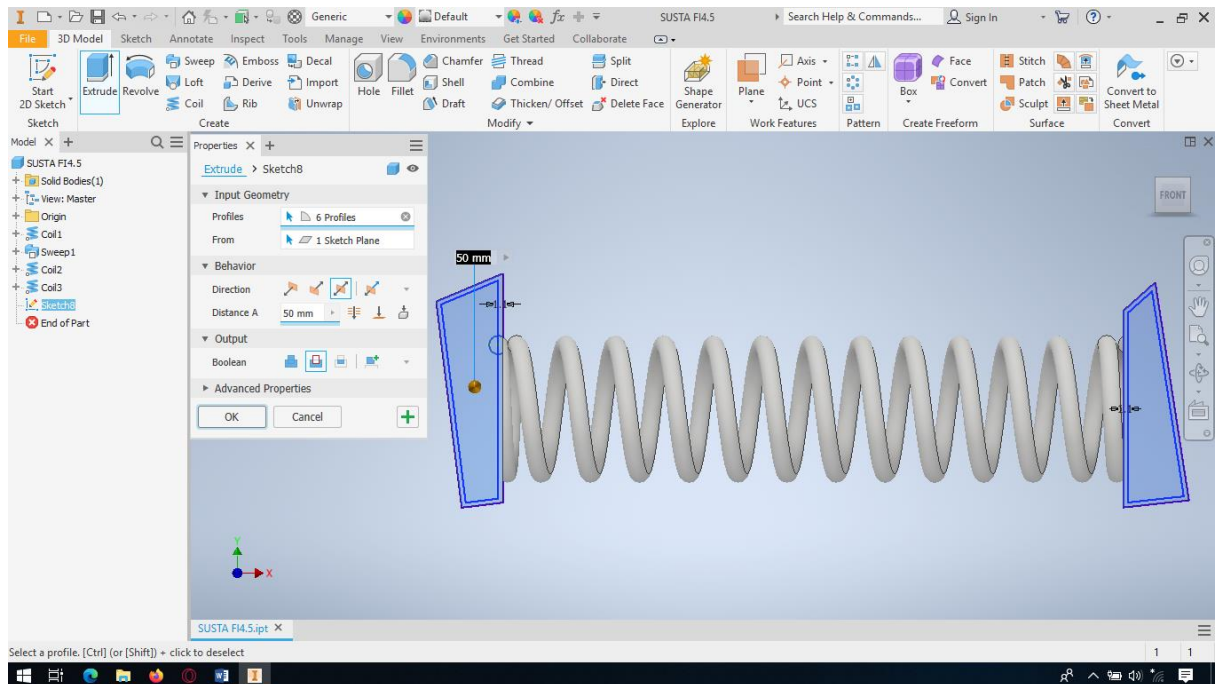 Generic Default fx SUSTA FI4.5 Search Help & Commands... Sign In
File 3D Model Sketch Annotate Inspect Tools Manage View Environments Get Started Collaborate
Sweep Emboss Decal Chamfer Thread Split Axis Face Stitch
Loft Derive Import Shell Combine Direct Point Convert Patch
Coil Rib Unwrap Draft Thicken/ Offset Delete Face UCS Sculpt
Start
2D Sketch
Extrude Revolve
Hole Fillet
Shape
Generator
Plane
Box
Convert to
Sheet Metal
Sketch Create Modify Explore Work Features Pattern Create Freeform Surface Convert
Model × +
SUSTA FI4.5
Solid Bodies(1)
View: Master
Origin
Coil1
Sweep1
Coil2
Coil3
Sketch8
End of Part
Properties × +
Extrude > Sketch8
Input Geometry
Profiles 6 Profiles
From 1 Sketch Plane
Behavior
Direction
Distance A 50 mm
Output
Boolean
Advanced Properties
OK Cancel
50 mm
FRONT
Y
X
SUSTA FI4.5.ipt ×
Select a profile. [Ctrl] (or [Shift]) + click to deselect
1 1